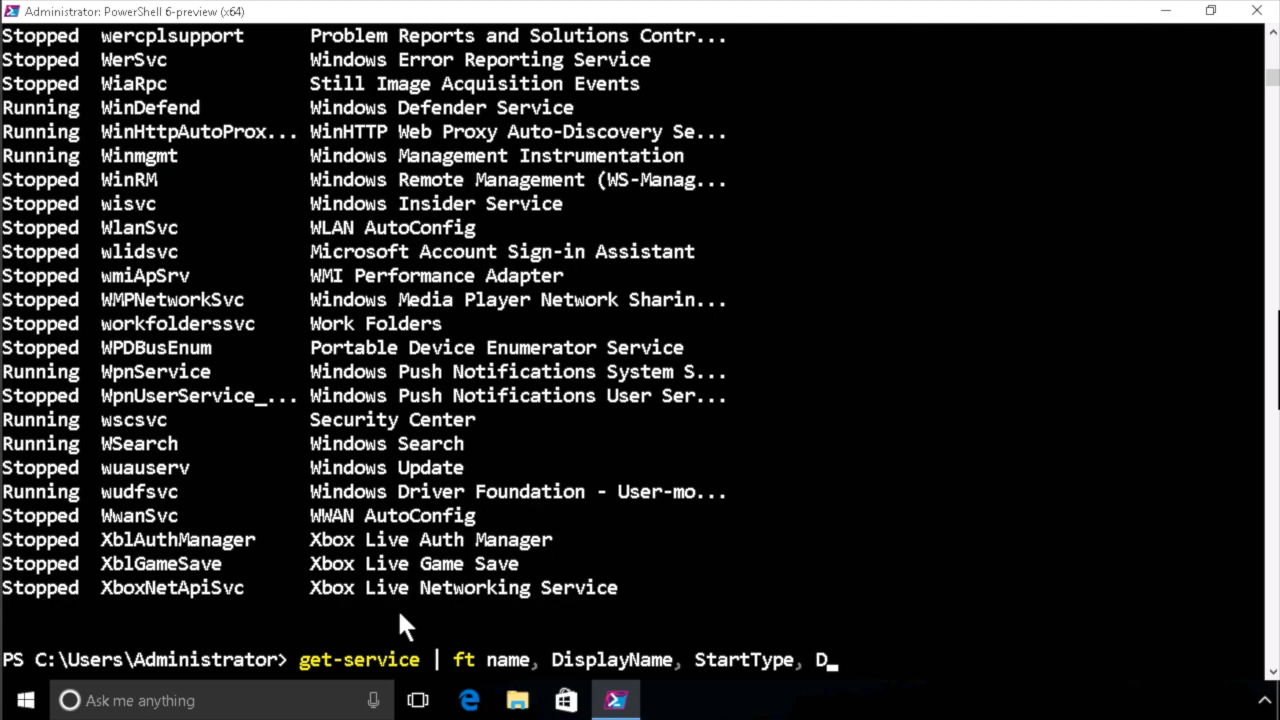 Administrator: PowerShell 6-preview (x64)
Stopped wercplsupport Problem Reports and Solutions Contr...
Stopped WerSvc Windows Error Reporting Service
Stopped WiaRpc Still Image Acquisition Events
Running WinDefend Windows Defender Service
Running WinHttpAutoProx... WinHTTP Web Proxy Auto-Discovery Se...
Running Winmgmt Windows Management Instrumentation
Stopped WinRM Windows Remote Management (WS-Manag...
Stopped wisvc Windows Insider Service
Stopped WlanSvc WLAN AutoConfig
Stopped wlidsvc Microsoft Account Sign-in Assistant
Stopped wmiApSrv WMI Performance Adapter
Stopped WMPNetworkSvc Windows Media Player Network Sharin...
Stopped workfolderssvc Work Folders
Stopped WPDBusEnum Portable Device Enumerator Service
Running WpnService Windows Push Notifications System S...
Stopped WpnUserService_... Windows Push Notifications User Ser...
Running wscsvc Security Center
Running WSearch Windows Search
Stopped wuauserv Windows Update
Running wudfsvc Windows Driver Foundation - User-mo...
Stopped WwanSvc WWAN AutoConfig
Stopped XblAuthManager Xbox Live Auth Manager
Stopped XblGameSave Xbox Live Game Save
Stopped XboxNetApiSvc Xbox Live Networking Service
PS C:\Users\Administrator> get-service | ft name, DisplayName, StartType, D_
Ask me anything